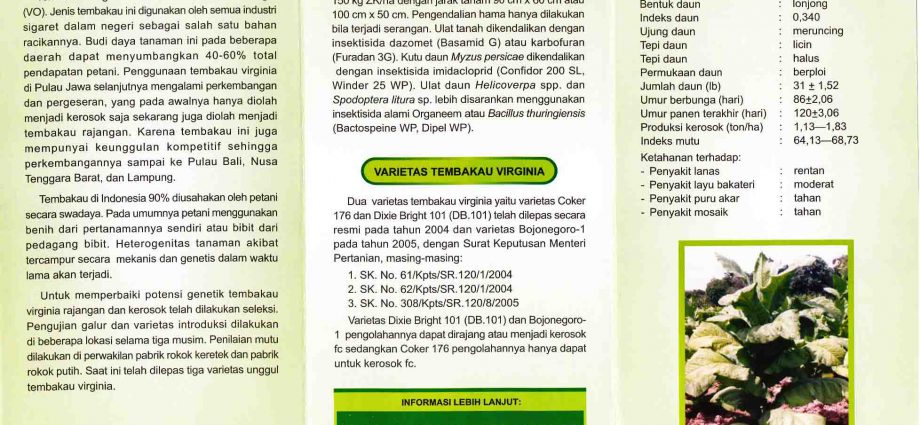 (VO). Jenis tembakau ini digunakan oleh semua industri
sigaret dalam negeri sebagai salah satu bahan
racikannya. Budi daya tanaman ini pada beberapa
daerah dapat menyumbangkan 40-60% total
pendapatan petani. Penggunaan tembakau virginia
di Pulau Jawa selanjutnya mengalami perkembangan
dan pergeseran, yang pada awalnya hanya diolah
menjadi kerosok saja sekarang juga diolah menjadi
tembakau rajangan. Karena tembakau ini juga
mempunyai keunggulan kompetitif sehingga
perkembangannya sampai ke Pulau Bali, Nusa
Tenggara Barat, dan Lampung.
Tembakau di Indonesia 90% diusahakan oleh petani
secara swadaya. Pada umumnya petani menggunakan
benih dari pertanamannya sendiri atau bibit dari
pedagang bibit. Heterogenitas tanaman akibat
tercampur secara mekanis dan genetis dalam waktu
lama akan terjadi.
Untuk memperbaiki potensi genetik tembakau
virginia rajangan dan kerosok telah dilakukan seleksi.
Pengujian galur dan varietas introduksi dilakukan
di beberapa lokasi selama tiga musim. Penilaian mutu
dilakukan di perwakilan pabrik rokok keretek dan pabrik
rokok putih. Saat ini telah dilepas tiga varietas unggul
tembakau virginia.
100 cm x 50 cm. Pengendalian hama hanya dilakukan
bila terjadi serangan. Ulat tanah dikendalikan dengan
insektisida dazomet (Basamid G) atau karbofuran
(Furadan 3G). Kutu daun Myzus persicae dikendalikan
dengan insektisida imidacloprid (Confidor 200 SL,
Winder 25 WP). Ulat daun Helicoverpa spp. dan
Spodoptera litura sp. lebih disarankan menggunakan
insektisida alami Organeem atau Bacillus thuringiensis
(Bactospeine WP, Dipel WP).
VARIETAS TEMBAKAU VIRGINIA
Dua varietas tembakau virginia yaitu varietas Coker
176 dan Dixie Bright 101 (DB.101) telah dilepas secara
resmi pada tahun 2004 dan varietas Bojonegoro-1
pada tahun 2005, dengan Surat Keputusan Menteri
Pertanian, masing-masing:
1. SK. No. 61/Kpts/SR.120/1/2004
2. SK. No. 62/Kpts/SR.120/1/2004
3. SK. No. 308/Kpts/SR.120/8/2005
Varietas Dixie Bright 101 (DB.101) dan Bojonegoro-
1 pengolahannya dapat dirajang atau menjadi kerosok
fc sedangkan Coker 176 pengolahannya hanya dapat
untuk kerosok fc.
INFORMASI LEBIH LANJUT:
Bentuk daun : lonjong
Indeks daun : 0,340
Ujung daun : meruncing
Tepi daun : licin
Tepi daun : halus
Permukaan daun : berploi
Jumlah daun (lb) : 31 ± 1,52
Umur berbunga (hari) : 86±2,06
Umur panen terakhir (hari) : 120±3,06
Produksi kerosok (ton/ha) : 1,13—1,83
Indeks mutu : 64,13—68,73
Ketahanan terhadap:
- Penyakit lanas : rentan
- Penyakit layu bakateri : moderat
- Penyakit puru akar : tahan
- Penyakit mosaik : tahan